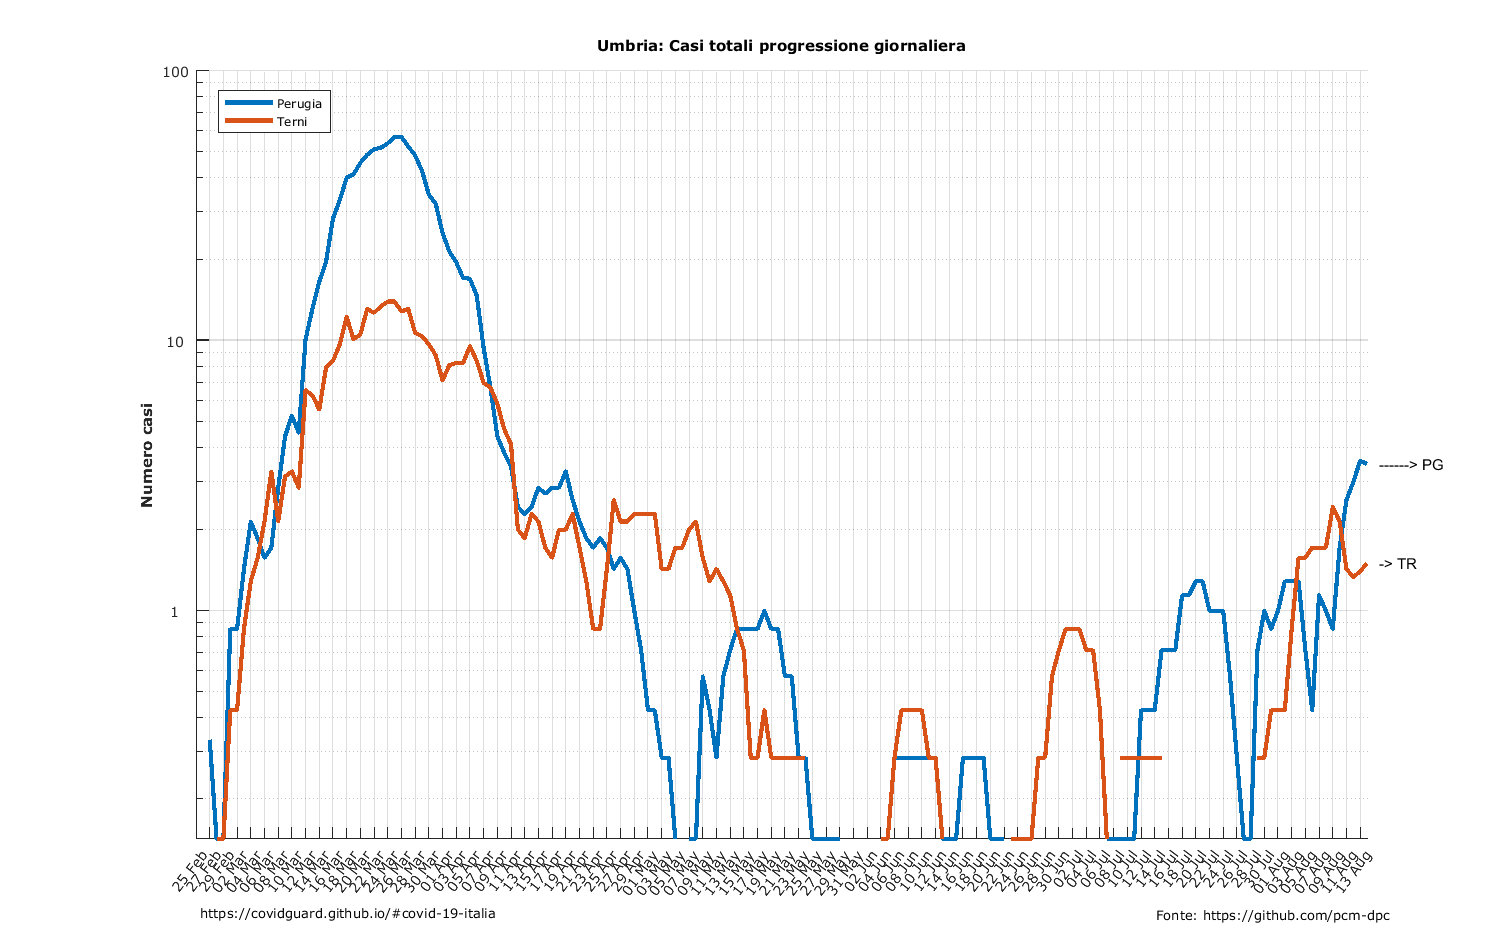 Umbria: Casi totali progressione giornaliera
100
10
1
Numero casi
Perugia
Terni
------> PG
-> TR
25 Feb
27 Feb
29 Feb
02 Mar
04 Mar
06 Mar
08 Mar
10 Mar
12 Mar
14 Mar
16 Mar
18 Mar
20 Mar
22 Mar
24 Mar
26 Mar
28 Mar
30 Mar
01 Apr
03 Apr
05 Apr
07 Apr
09 Apr
11 Apr
13 Apr
15 Apr
17 Apr
19 Apr
21 Apr
23 Apr
25 Apr
27 Apr
29 Apr
01 May
03 May
05 May
07 May
09 May
11 May
13 May
15 May
17 May
19 May
21 May
23 May
25 May
27 May
29 May
31 May
02 Jun
04 Jun
06 Jun
08 Jun
10 Jun
12 Jun
14 Jun
16 Jun
18 Jun
20 Jun
22 Jun
24 Jun
26 Jun
28 Jun
30 Jun
02 Jul
04 Jul
06 Jul
08 Jul
10 Jul
12 Jul
14 Jul
16 Jul
18 Jul
20 Jul
22 Jul
24 Jul
26 Jul
28 Jul
30 Jul
01 Aug
03 Aug
05 Aug
07 Aug
09 Aug
11 Aug
13 Aug
https://covidguard.github.io/#covid-19-italia
Fonte: https://github.com/pcm-dpc